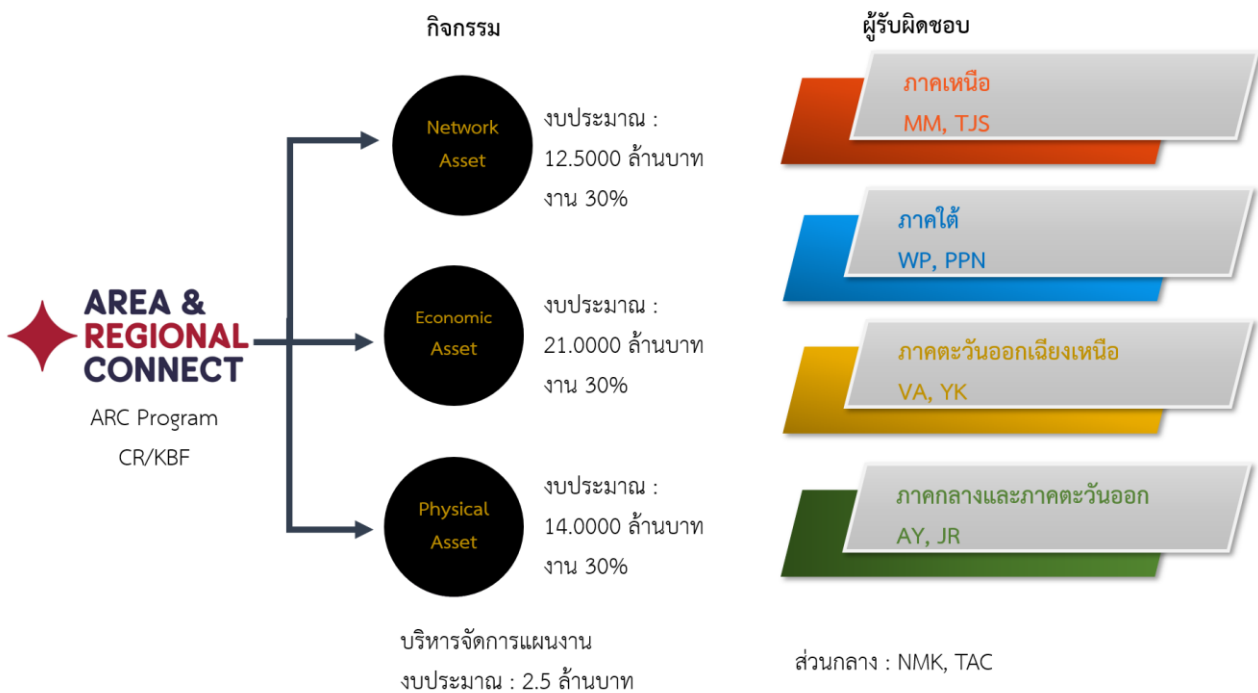 กิจกรรม
ผู้รับผิดชอบ
AREA &
REGIONAL
CONNECT
ARC Program
CR/KBF
Network
Asset
งบประมาณ :
12.5000 ล้านบาท
งาน 30%
Economic
Asset
งบประมาณ :
21.0000 ล้านบาท
งาน 30%
Physical
Asset
งบประมาณ :
14.0000 ล้านบาท
งาน 30%
บริหารจัดการแผนงาน
งบประมาณ : 2.5 ล้านบาท
ภาคเหนือ
MM, TJS
ภาคใต้
WP, PPN
ภาคตะวันออกเฉียงเหนือ
VA, YK
ภาคกลางและภาคตะวันออก
AY, JR
ส่วนกลาง : NMK, TAC